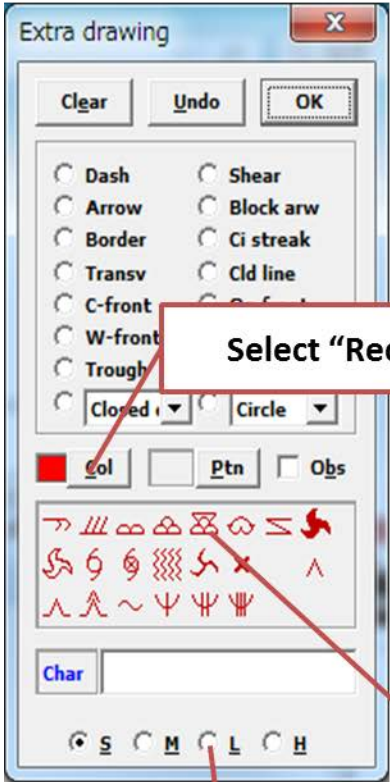 Extra drawing
Clear Undo OK
Dash Shear
Arrow Block arw
Border Ci streak
Transv Cld line
C-front
W-front
Trough
Closed Circle
Select "Re
Col Ptn Obs
Char
S M L H